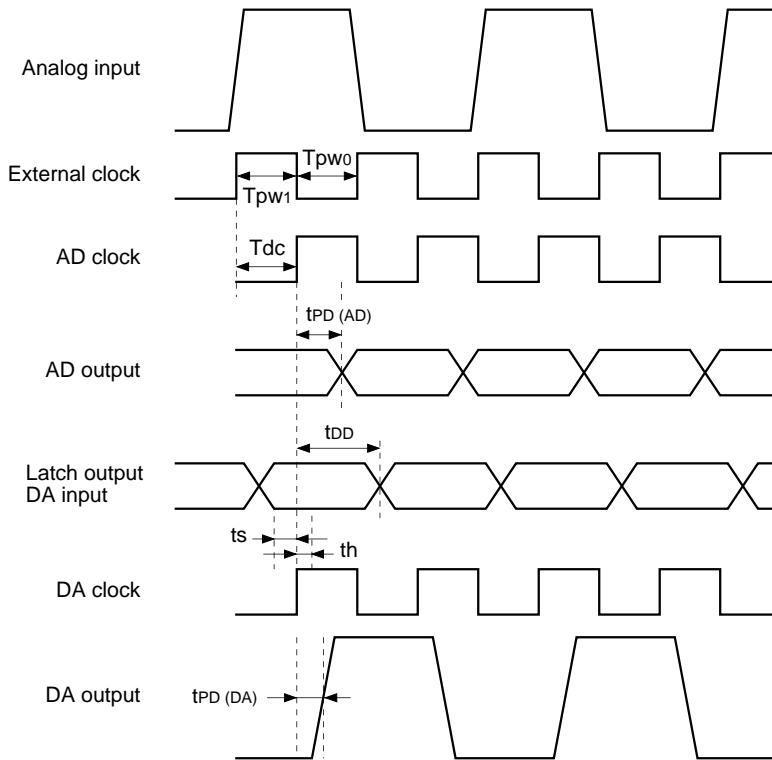 Analog input
External clock
Tpw0
Tpw1
AD clock
Tdc
tPD (AD)
AD output
tDD
Latch output
DA input
ts
th
DA clock
DA output
tPD (DA)